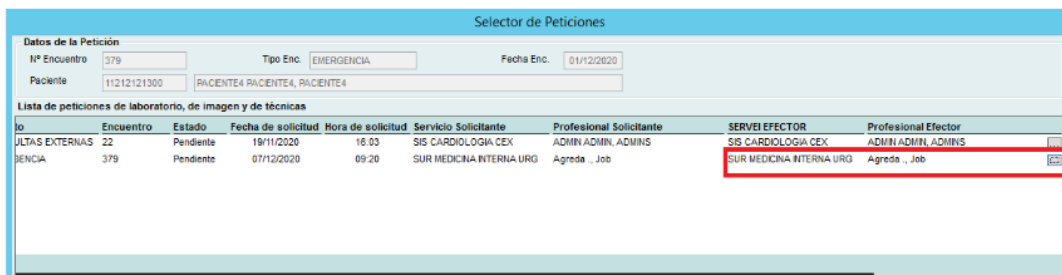 Selector de Peticiones
Datos de la Petición
Nº Encuentro 379 Tipo Enc. EMERGENCIA Fecha Enc. 01/12/2020
Paciente 11212121300 PACIENTE4 PACIENTE4, PACIENTE4
Lista de peticiones de laboratorio, de imagen y de técnicas
to Encuentro Estado Fecha de solicitud Hora de solicitud Servicio Solicitante Profesional Solicitante SERVEI EFECTOR Profesional Efector
ULTAS EXTERNAS 22 Pendiente 19/11/2020 16:03 SIS CARDIOLOGIA CEX ADMIN ADMIN, ADMINS SIS CARDIOLOGIA CEX ADMIN ADMIN, ADMINS ...
GENCIA 379 Pendiente 07/12/2020 09:20 SUR MEDICINA INTERNA URG Agreda ., Job SUR MEDICINA INTERNA URG Agreda ., Job ...